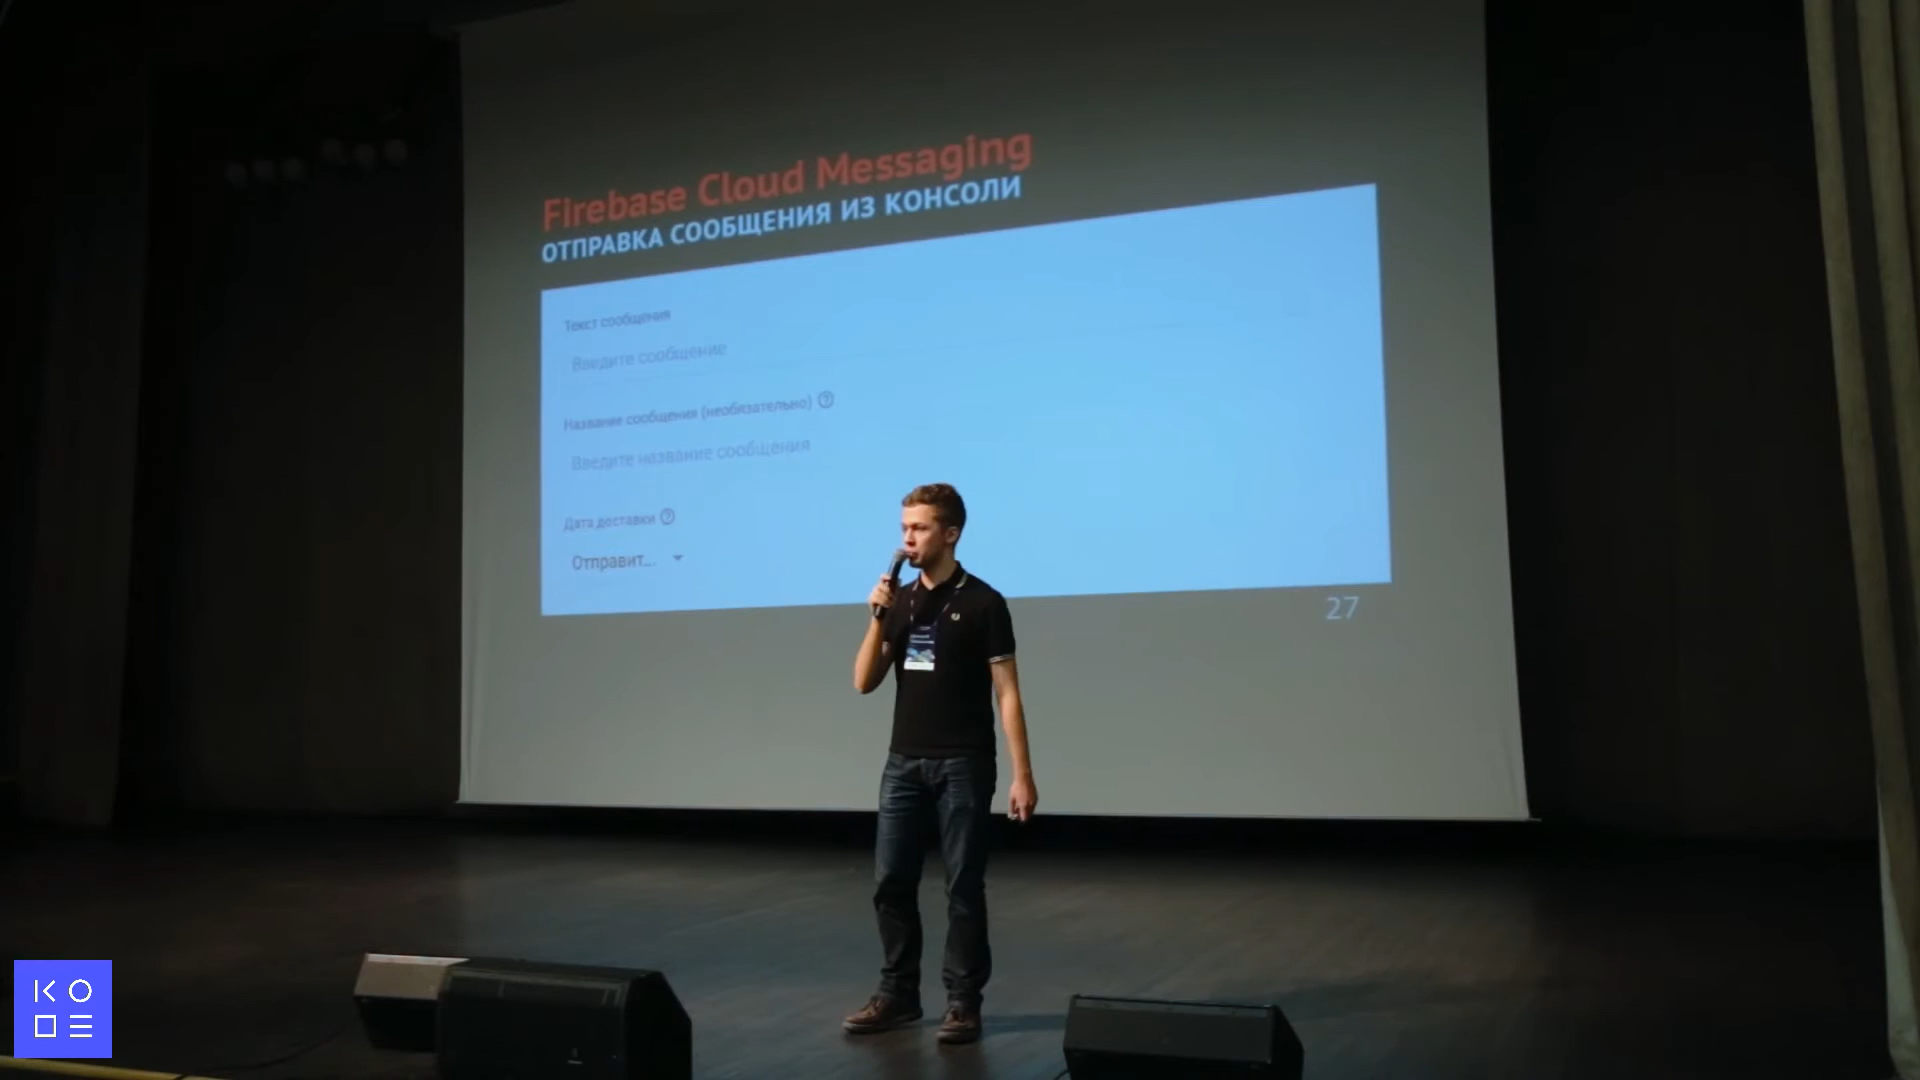 Firebase Cloud Messaging
ОТПРАВКА СООБЩЕНИЯ ИЗ КОНСОЛИ
Текст сообщения
Введите сообщение
Название сообщения (необязательно) ?
Введите название сообщения
Дата доставки ?
Отправит...
27
KODE